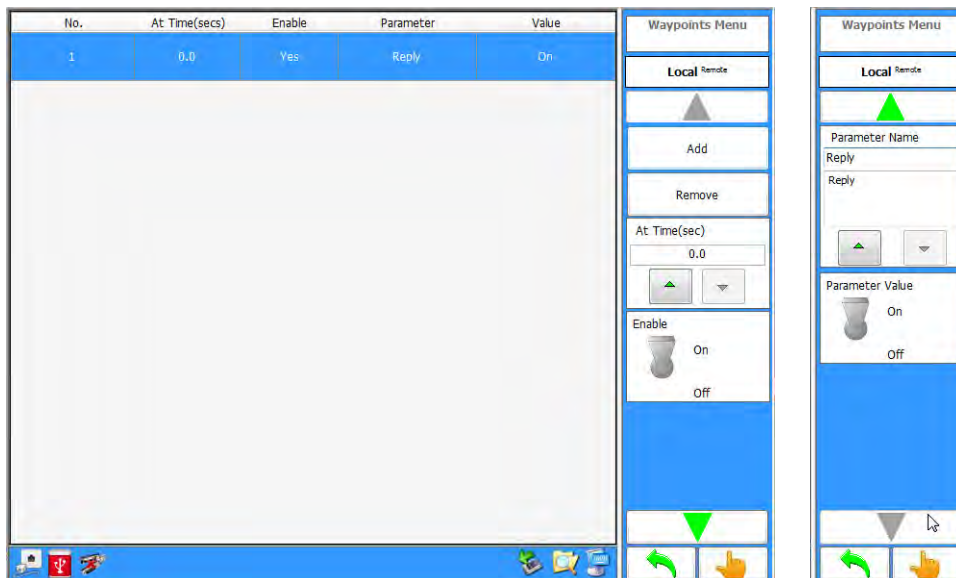 No. At Time(secs) Enable Parameter Value
1 0.0 Yes Reply On
Waypoints Menu
Local Remote
Add
Remove
At Time(sec)
0.0
Enable
On
Off
Waypoints Menu
Local Remote
Parameter Name
Reply
Reply
Parameter Value
On
Off